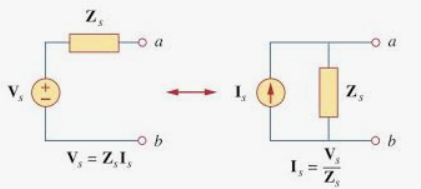 Z_s
a
V_s
+
−
b
V_s = Z_s I_s
a
I_s
Z_s
b
I_s = V_s / Z_s